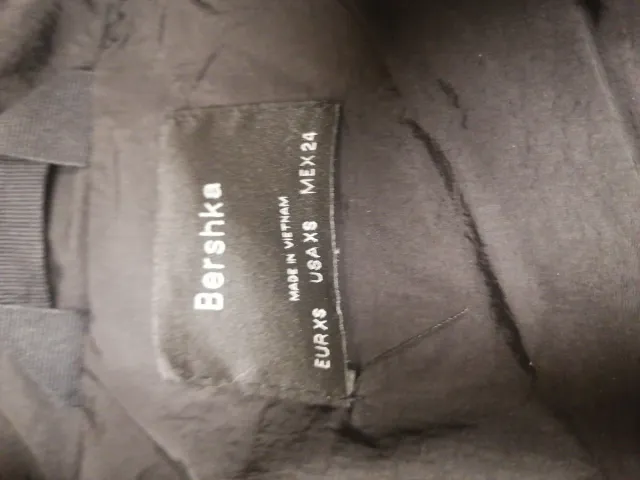 Bershka
MADE IN VIETNAM
EUR XS USA XS MEX 24